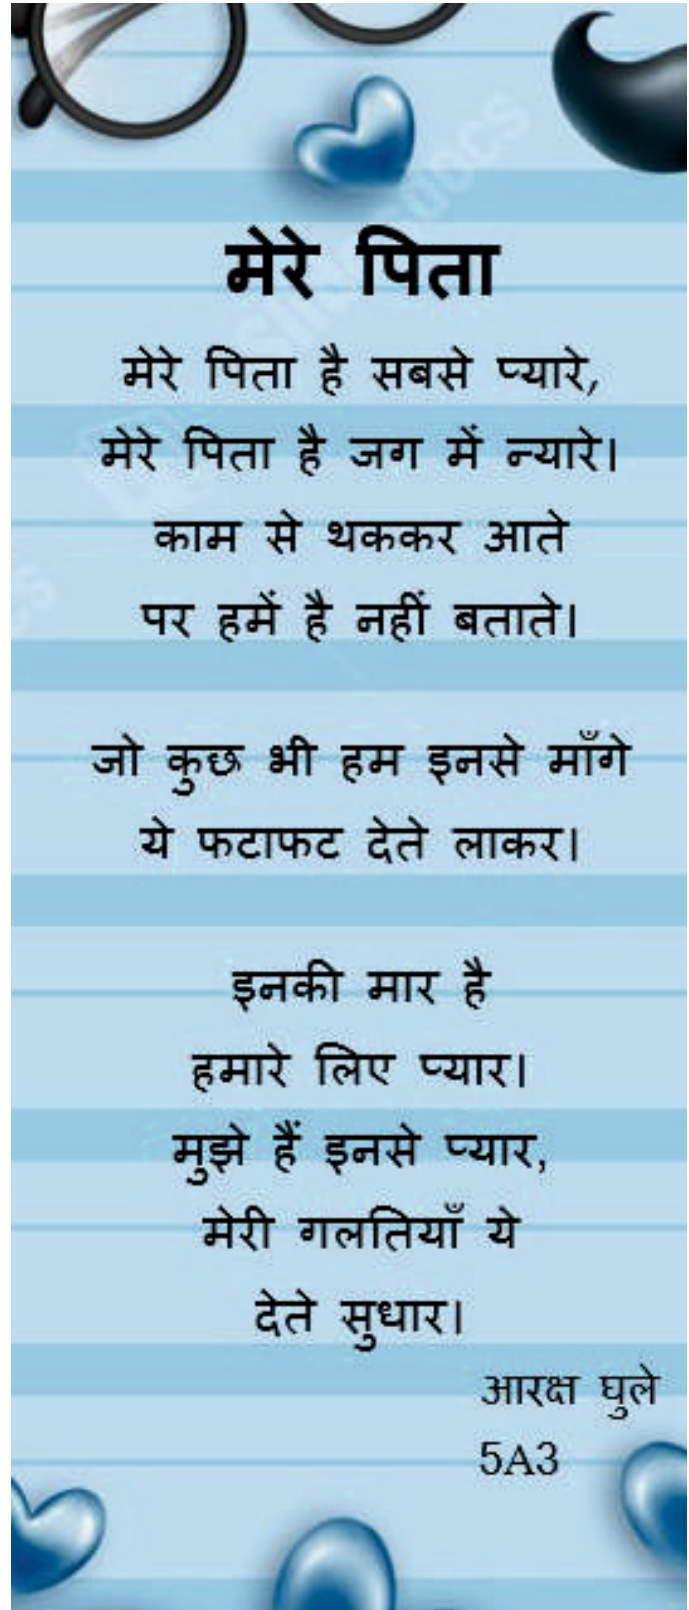 मेरे पिता
मेरे पिता है सबसे प्यारे,
मेरे पिता है जग में न्यारे।
काम से थककर आते
पर हमें है नहीं बताते।
जो कुछ भी हम इनसे माँगे
ये फटाफट देते लाकर।
इनकी मार है
हमारे लिए प्यार।
मुझे हैं इनसे प्यार,
मेरी गलतियाँ ये
देते सुधार।
आरक्ष घुले
5A3